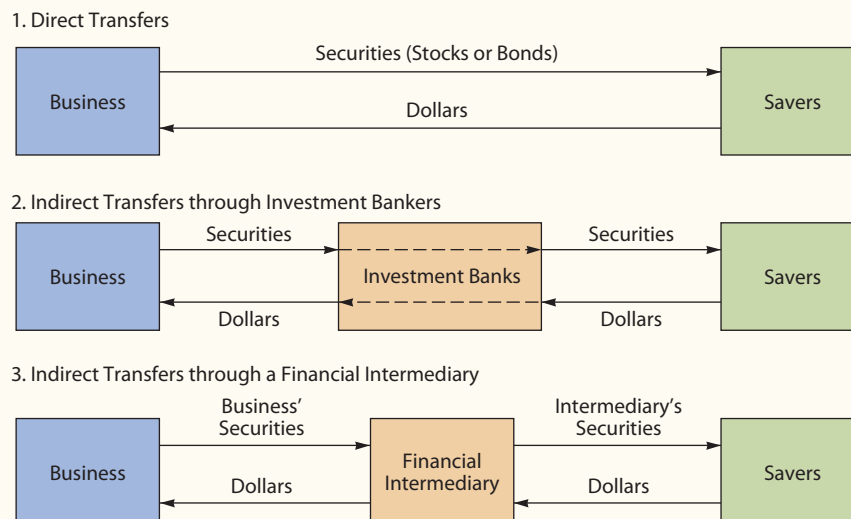 1. Direct Transfers
Securities (Stocks or Bonds)
Business
Savers
Dollars
2. Indirect Transfers through Investment Bankers
Securities
Securities
Business
Investment Banks
Savers
Dollars
Dollars
3. Indirect Transfers through a Financial Intermediary
Business’
Securities
Intermediary’s
Securities
Business
Financial
Intermediary
Savers
Dollars
Dollars